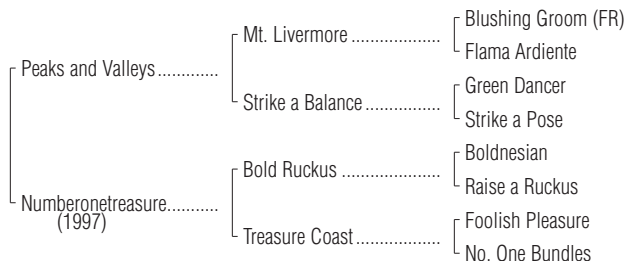 Blushing Groom (FR)
Mt. Livermore ....................
Flama Ardiente
Peaks and Valleys .............
Green Dancer
Strike a Balance .................
Strike a Pose
Boldnesian
Bold Ruckus ......................
Raise a Ruckus
Numberonetreasure ...........
(1997)
Foolish Pleasure
Treasure Coast ...................
No. One Bundles